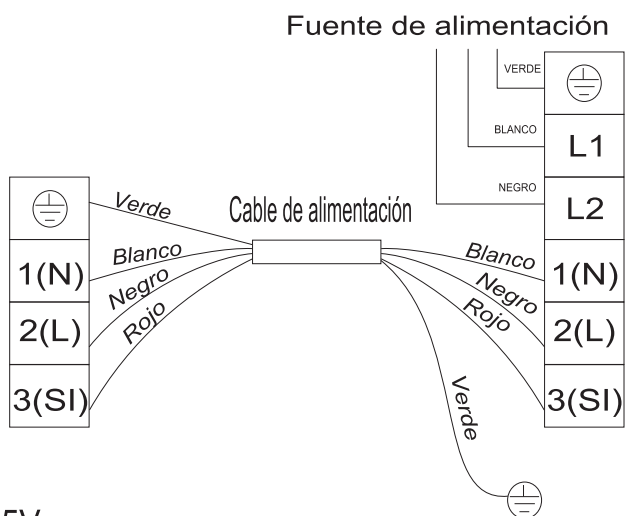 Fuente de alimentación
VERDE
BLANCO
L1
NEGRO
L2
Verde
Cable de alimentación
1(N)
Blanco
Blanco
1(N)
2(L)
Negro
Negro
2(L)
3(SI)
Rojo
Rojo
3(SI)
Verde
5V